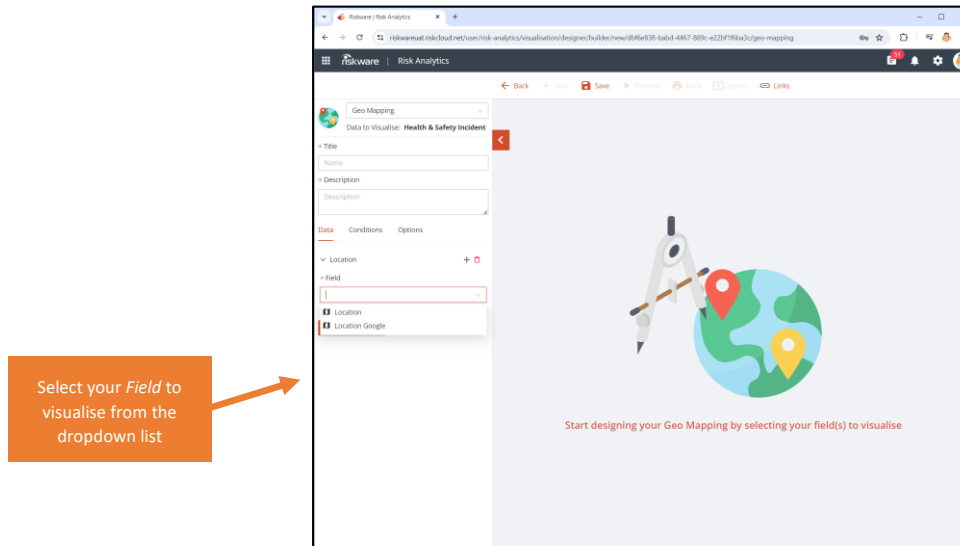 Riskware | Risk Analytics
riskwareuat.riskcloud.net/user/risk-analytics/visualisation/designer/builder/new/dbf6e838-babd-4467-889c-e22bf1f6ba3c/geo-mapping
riskware | Risk Analytics
51
Back New Save Preview Print Export Links
Geo Mapping
Data to Visualise: Health & Safety Incident
* Title
Name
* Description
Description
Data Conditions Options
Location
* Field
Location
Location Google
Select your Field to
visualise from the
dropdown list
Start designing your Geo Mapping by selecting your field(s) to visualise